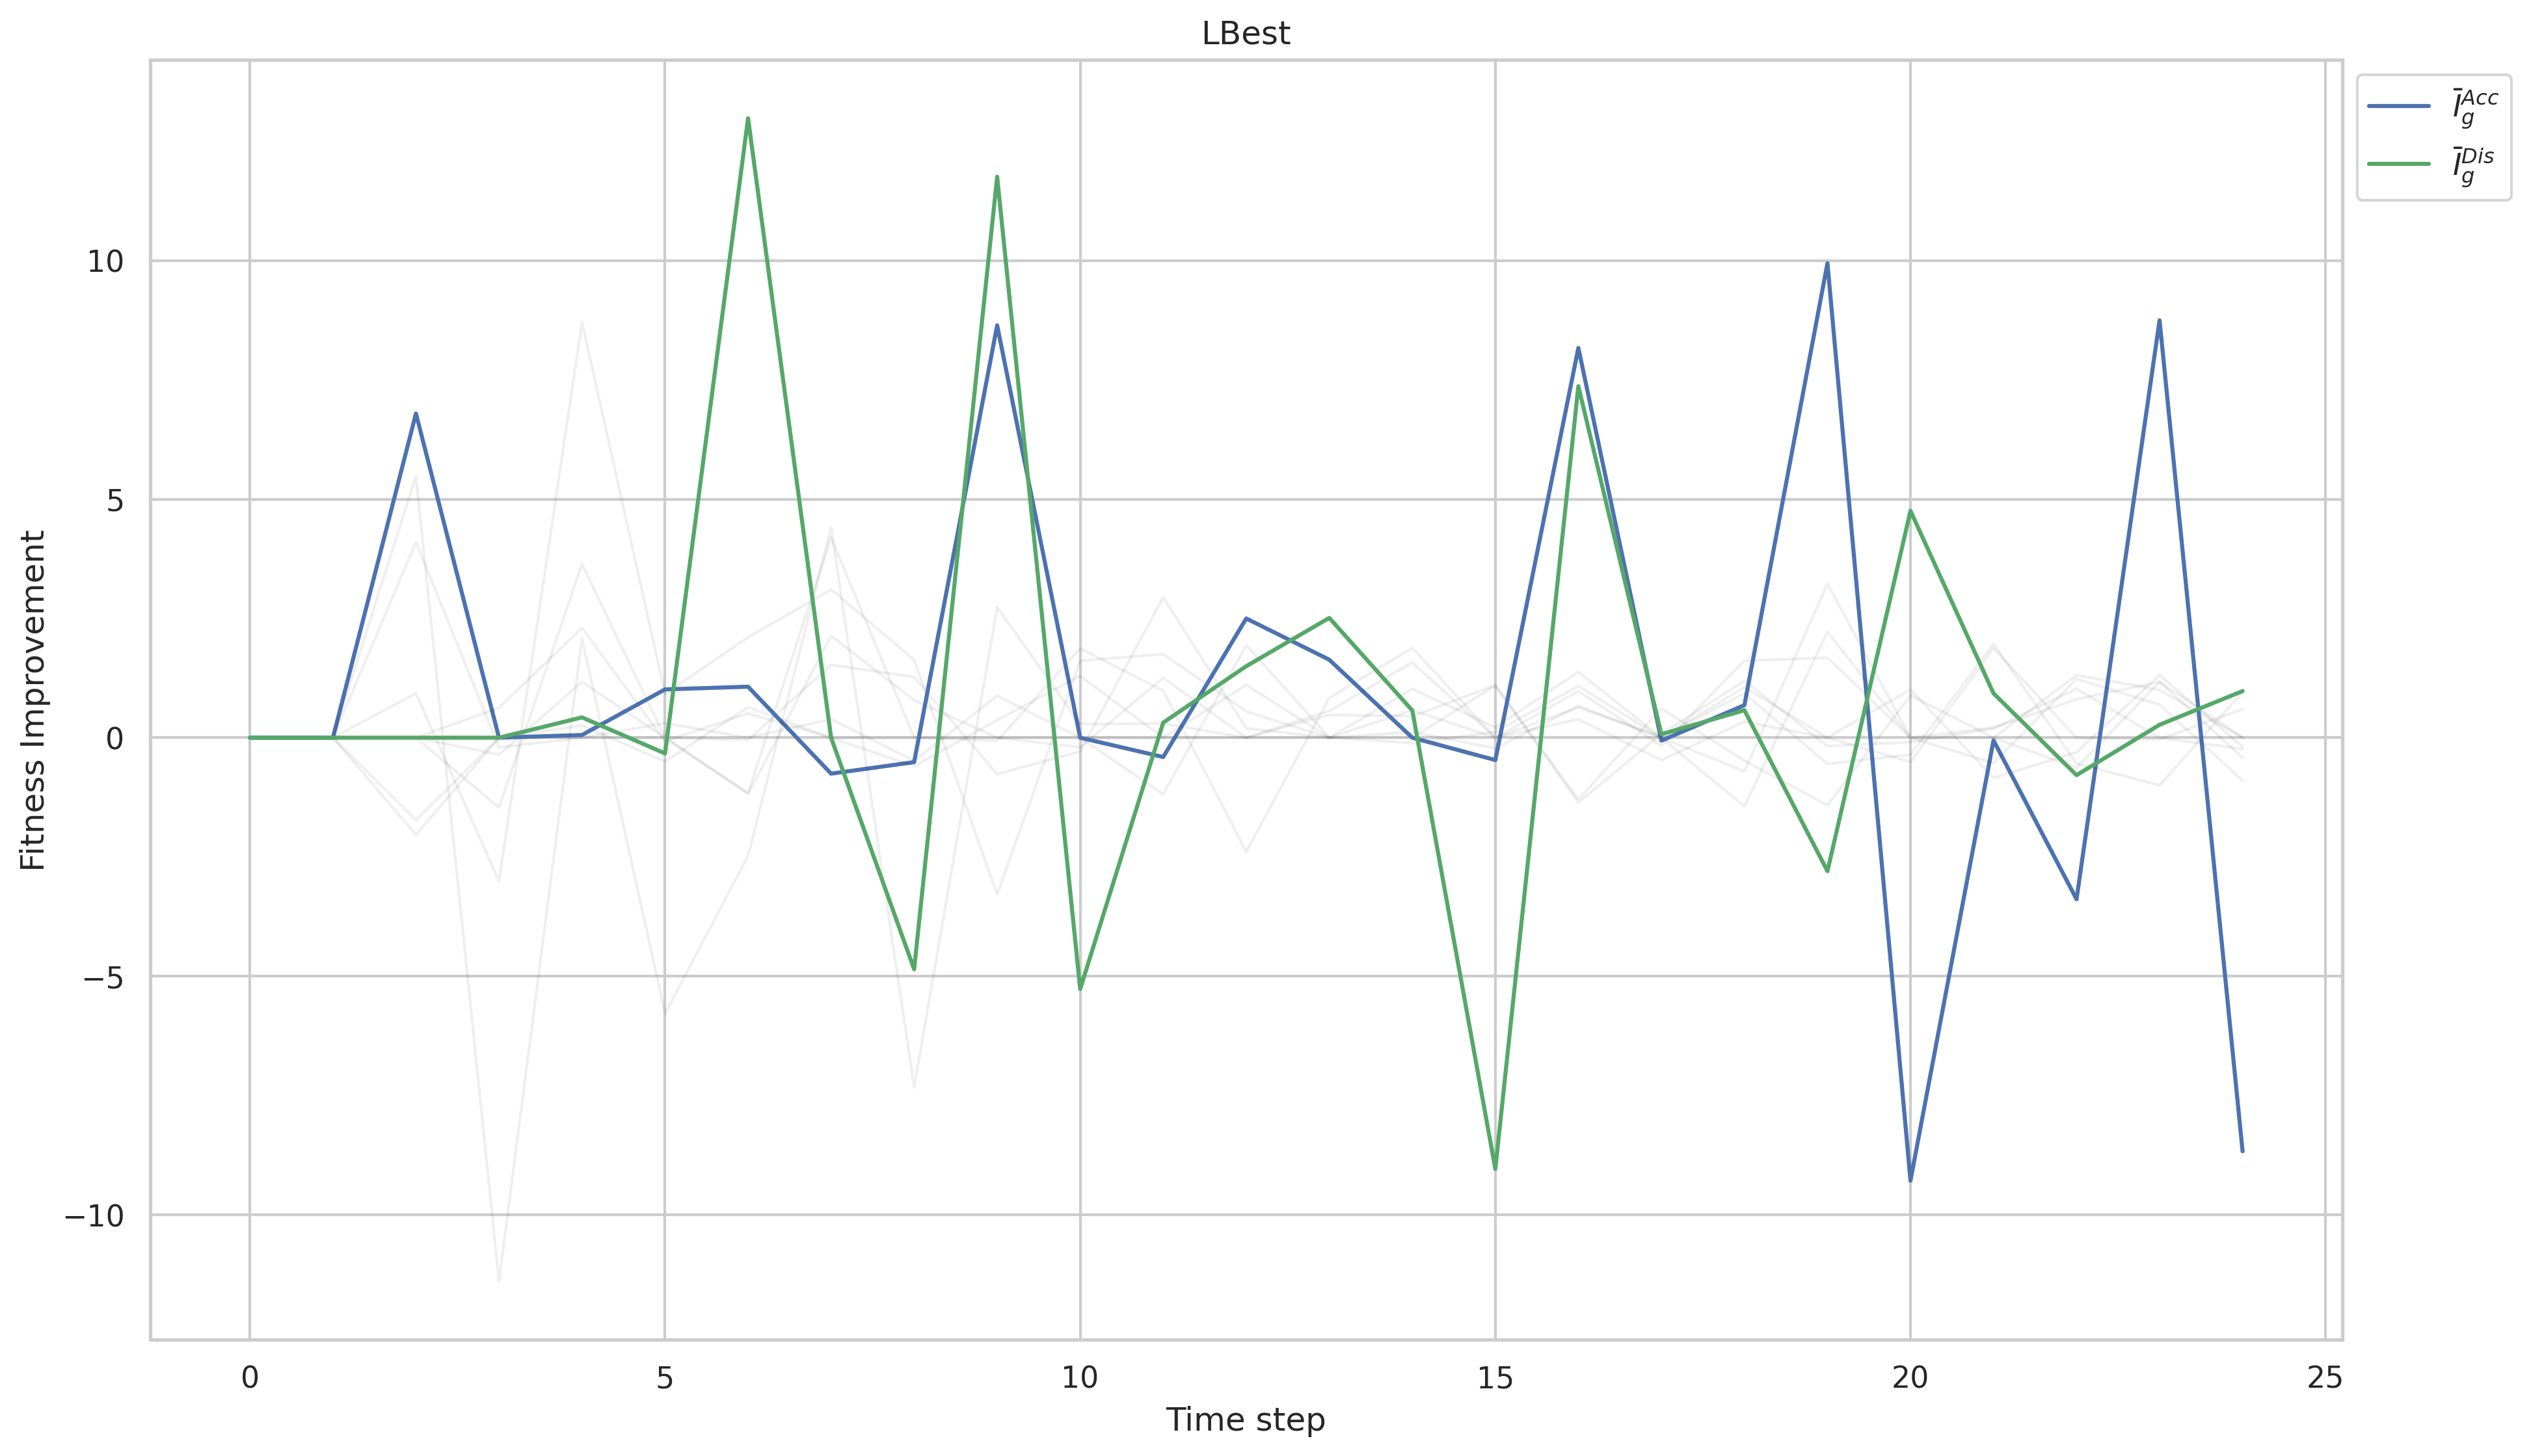 LBest
Ī_g^Acc
Ī_g^Dis
Fitness Improvement
10
5
0
−5
−10
0 5 10 15 20 25
Time step